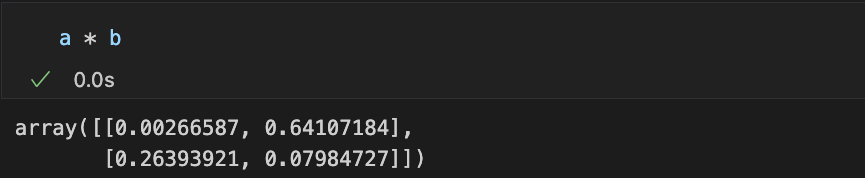 a * b
0.0s
array([[0.00266587, 0.64107184],
[0.26393921, 0.07984727]])